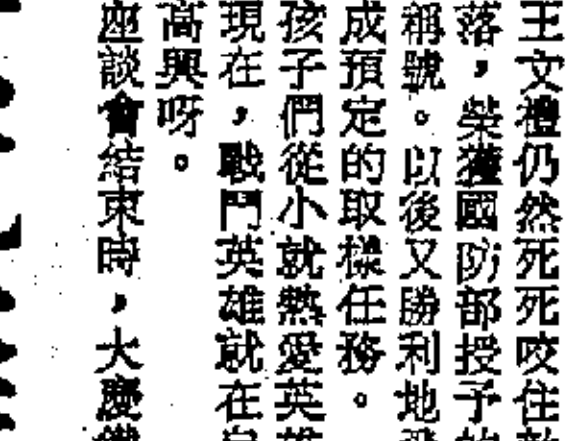 王文禮仍然死死咬住敵
落，榮獲國防部授予的
稱號。以後又勝利地
成預定的取樣任務。
孩子們從小就熱愛英雄
現在，戰鬥英雄就在
高興呀。
座談會結束時，大慶